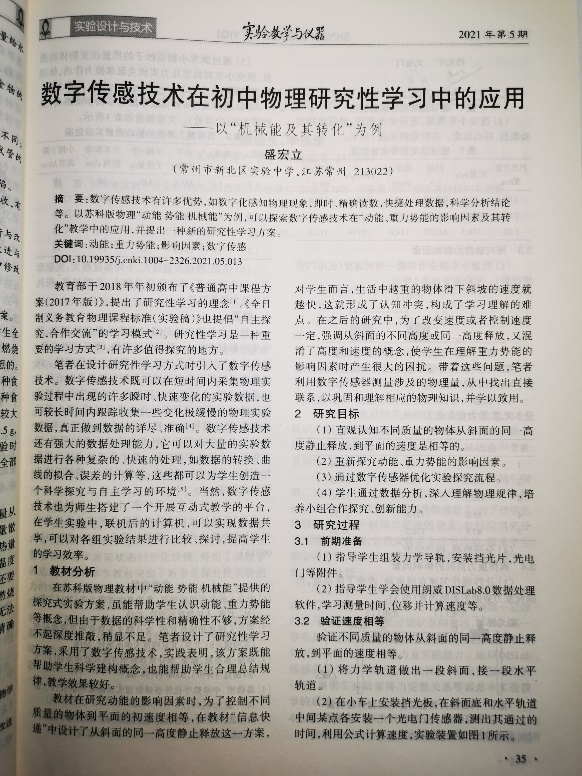 实验设计与技术
实验教学与仪器
2021 年第 5 期
数字传感技术在初中物理研究性学习中的应用
——以“机械能及其转化”为例
盛宏立
(常州市新北区实验中学,江苏常州 213022)
摘 要:数字传感技术有许多优势,如数字化感知物理现象,即时、精确读数,快捷处理数据,科学分析结论
等。以苏科版物理“动能 势能 机械能”为例,可以探索数字传感技术在“动能、重力势能的影响因素及其转
化”教学中的应用,并提出一种新的研究性学习方案。
关键词:动能;重力势能;影响因素;数字传感
DOI:10.19935/j.cnki.1004-2326.2021.05.013
教育部于 2018 年年初颁布了《普通高中课程方
案(2017 年版)》,提出了研究性学习的理念[1]。《全日
制义务教育物理课程标准(实验稿)》也提倡“自主探
究,合作交流”的学习模式[2]。研究性学习是一种重
要的学习方式[3],有许多值得探究的地方。
笔者在设计研究性学习方式时引入了数字传感
技术。数字传感技术既可以在短时间内采集物理实
验过程中出现的许多瞬时、快速变化的实验数据,也
可较长时间内跟踪收集一些变化极缓慢的物理实验
数据,真正做到数据的详尽、准确[4]。数字传感技术
还有强大的数据处理能力,它可以对大量的实验数
据进行各种复杂的、快速的处理,如数据的转换、曲
线的拟合、误差的计算等,这些都可以为学生创造一
个科学探究与自主学习的环境[5]。当然,数字传感
技术也为师生搭建了一个开展互动式教学的平台,
在学生实验中,联机后的计算机,可以实现数据共
享,可以对各组实验结果进行比较、探讨,提高学生
的学习效率。
1 教材分析
在苏科版物理教材中“动能 势能 机械能”提供的
探究式实验方案,虽能帮助学生认识动能、重力势能
等概念,但由于数据的科学性和精确性不够,方案经
不起深度推敲,稍显不足。笔者设计了研究性学习
方案,采用了数字传感技术,实践表明,该方案既能
帮助学生科学建构概念,也能帮助学生合理总结规
律,教学效果较好。
教材在研究动能的影响因素时,为了控制不同
质量的物体到平面的初速度相等,在教材“信息快
递”中设计了从斜面的同一高度静止释放这一方案,
对学生而言,生活中越重的物体滑下斜坡的速度就
越快,这就形成了认知冲突,构成了学习理解的难
点。在之后的研究中,为了改变速度或者控制速度
一定,强调从斜面的不同高度或同一高度释放,又混
淆了高度和速度的概念,使学生在理解重力势能的
影响因素时产生很大的困扰。带着这些问题,笔者
利用数字传感器测量涉及的物理量,从中找出直接
联系,以巩固和理解相应的物理知识,并学以致用。
2 研究目标
(1) 直观认知不同质量的物体从斜面的同一高
度静止释放,到平面的速度是相等的。
(2) 重新探究动能、重力势能的影响因素。
(3) 通过数字传感器优化实验探究流程。
(4) 学生通过数据分析,深入理解物理规律,培
养小组合作探究、创新能力。
3 研究过程
3.1 前期准备
(1) 指导学生组装力学导轨,安装挡光片,光电
门等附件。
(2) 指导学生学会使用朗威 DISLab8.0 数据处理
软件,学习测量时间、位移并计算速度等。
3.2 验证速度相等
验证不同质量的物体从斜面的同一高度静止释
放,到平面的速度相等。
(1) 将力学轨道做出一段斜面,接一段水平
轨道。
(2) 在小车上安装挡光板,在斜面底和水平轨道
中间某点各安装一个光电门传感器,测出其通过的
时间,利用公式计算速度,实验装置如图 1 所示。
· 35 ·